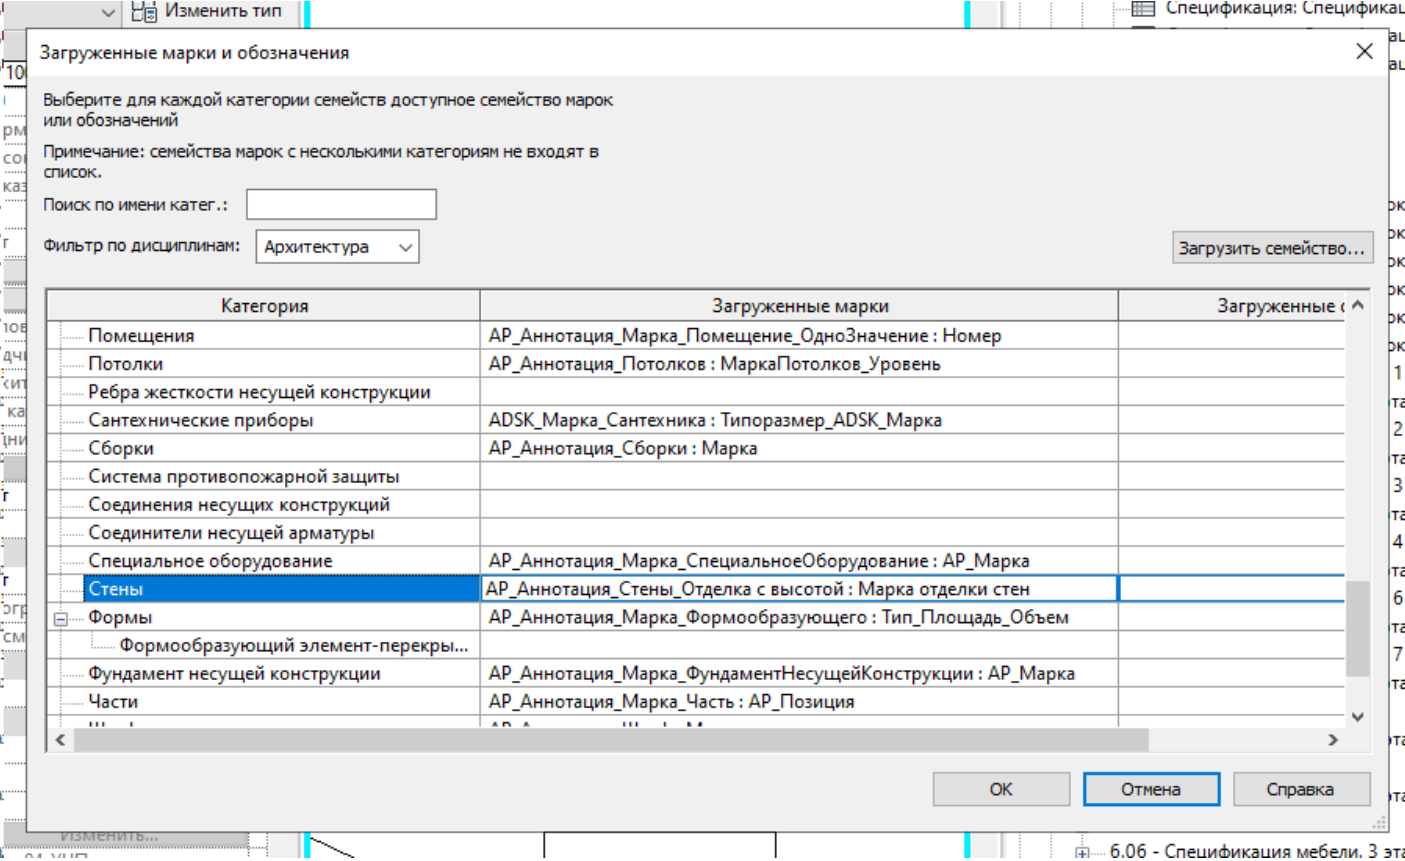 Изменить тип
Спецификация: Специфика
Загруженные марки и обозначения
100
Выберите для каждой категории семейств доступное семейство марок
или обозначений
Примечание: семейства марок с несколькими категориям не входят в
список.
Поиск по имени катег.:
Фильтр по дисциплинам: Архитектура
Загрузить семейство...
Категория Загруженные марки Загруженные
Помещения АР_Аннотация_Марка_Помещение_ОдноЗначение : Номер
Потолки АР_Аннотация_Потолков : МаркаПотолков_Уровень
Ребра жесткости несущей конструкции
Сантехнические приборы ADSK_Марка_Сантехника : Типоразмер_ADSK_Марка
Сборки АР_Аннотация_Сборки : Марка
Система противопожарной защиты
Соединения несущих конструкций
Соединители несущей арматуры
Специальное оборудование АР_Аннотация_Марка_СпециальноеОборудование : АР_Марка
Стены АР_Аннотация_Стены_Отделка с высотой : Марка отделки стен
Формы АР_Аннотация_Марка_Формообразующего : Тип_Площадь_Объем
Формообразующий элемент-перекры...
Фундамент несущей конструкции АР_Аннотация_Марка_ФундаментНесущейКонструкции : АР_Марка
Части АР_Аннотация_Марка_Часть : АР_Позиция
ОК Отмена Справка
Изменить...
6.06 - Спецификация мебели. 3 эта